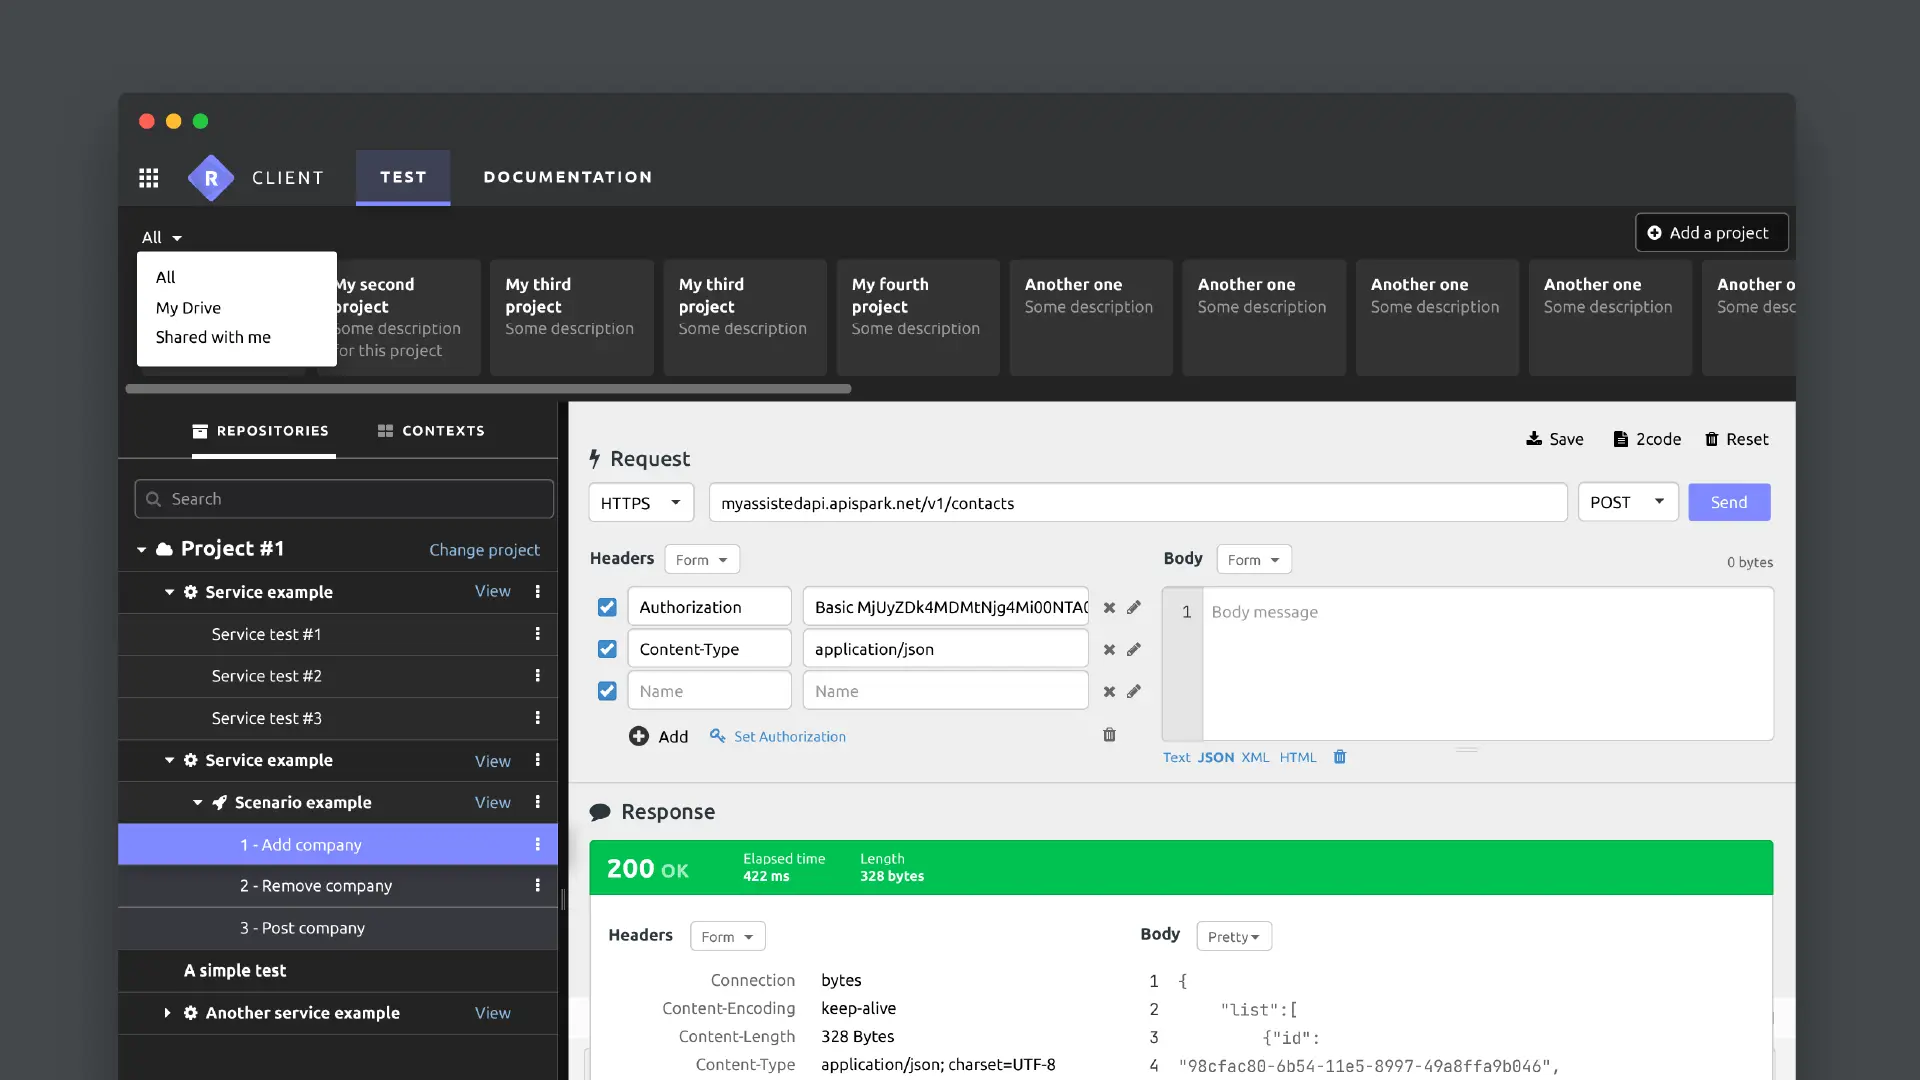 R CLIENT TEST DOCUMENTATION
All
Add a project
All
My Drive
Shared with me
My second
project
Some description
for this project
My third
project
Some description
My third
project
Some description
My fourth
project
Some description
Another one
Some description
Another one
Some description
Another one
Some description
Another one
Some description
Another o
Some desc
REPOSITORIES CONTEXTS
Search
Project #1 Change project
Service example View
Service test #1
Service test #2
Service test #3
Service example View
Scenario example View
1 - Add company
2 - Remove company
3 - Post company
A simple test
Another service example View
Save 2code Reset
Request
HTTPS myassistedapi.apispark.net/v1/contacts POST Send
Headers Form
Authorization Basic MjUyZDk4MDMtNjg4Mi00NTA0
Content-Type application/json
Name Name
Add Set Authorization
Body Form 0 bytes
1 Body message
Text JSON XML HTML
Response
200 OK
Elapsed time
422 ms
Length
328 bytes
Headers Form
Connection bytes
Content-Encoding keep-alive
Content-Length 328 Bytes
Content-Type application/json; charset=UTF-8
Body Pretty
1 {
2 "list":[
3 {"id":
4 "98cfac80-6b54-11e5-8997-49a8ffa9b046",